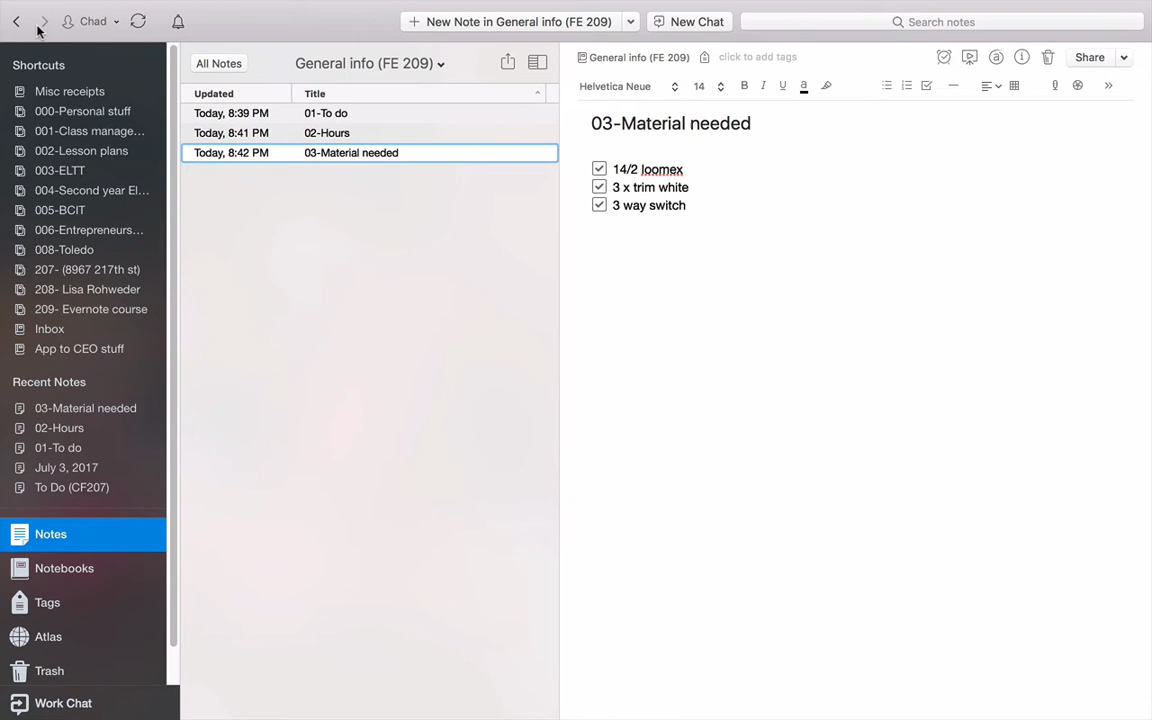 Chad
New Note in General info (FE 209)
New Chat
Search notes
Shortcuts
Misc receipts
000-Personal stuff
001-Class manage...
002-Lesson plans
003-ELTT
004-Second year El...
005-BCIT
006-Entrepreneurs...
008-Toledo
207- (8967 217th st)
208- Lisa Rohweder
209- Evernote course
Inbox
App to CEO stuff
Recent Notes
03-Material needed
02-Hours
01-To do
July 3, 2017
To Do (CF207)
Notes
Notebooks
Tags
Atlas
Trash
Work Chat
All Notes
General info (FE 209)
Updated Title
Today, 8:39 PM 01-To do
Today, 8:41 PM 02-Hours
Today, 8:42 PM 03-Material needed
General info (FE 209) click to add tags
Share
Helvetica Neue 14 B I U a
03-Material needed
14/2 loomex
3 x trim white
3 way switch